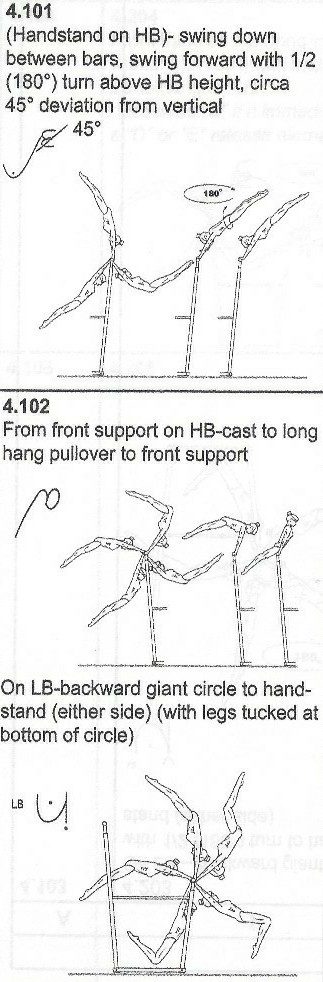 4.101
(Handstand on HB)- swing down
between bars, swing forward with 1/2
(180°) turn above HB height, circa
45° deviation from vertical
45°
180°
4.102
From front support on HB-cast to long
hang pullover to front support
On LB-backward giant circle to hand-
stand (either side) (with legs tucked at
bottom of circle)
LB